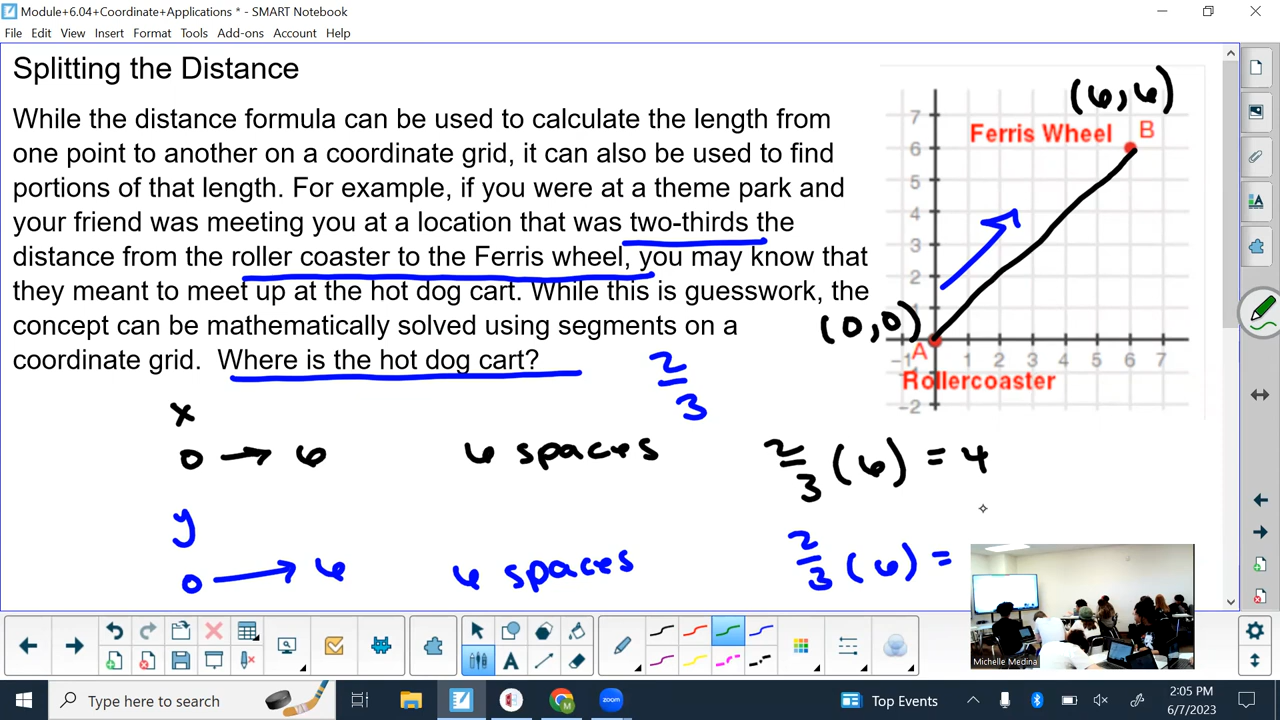 Module+6.04+Coordinate+Applications * - SMART Notebook
File Edit View Insert Format Tools Add-ons Account Help
Splitting the Distance
While the distance formula can be used to calculate the length from
one point to another on a coordinate grid, it can also be used to find
portions of that length. For example, if you were at a theme park and
your friend was meeting you at a location that was two-thirds the
distance from the roller coaster to the Ferris wheel, you may know that
they meant to meet up at the hot dog cart. While this is guesswork, the
concept can be mathematically solved using segments on a
coordinate grid. Where is the hot dog cart?
(6,6)
7
Ferris Wheel B
6
5
4
3
2
1
(0,0)
A
-1 1 2 3 4 5 6 7
Rollercoaster
-2
2/3
x
0 → 6 6 spaces 2/3 (6) = 4
y
0 → 6 6 spaces 2/3 (6) =
Michelle Medina
Type here to search
zoom
Top Events
2:05 PM
6/7/2023